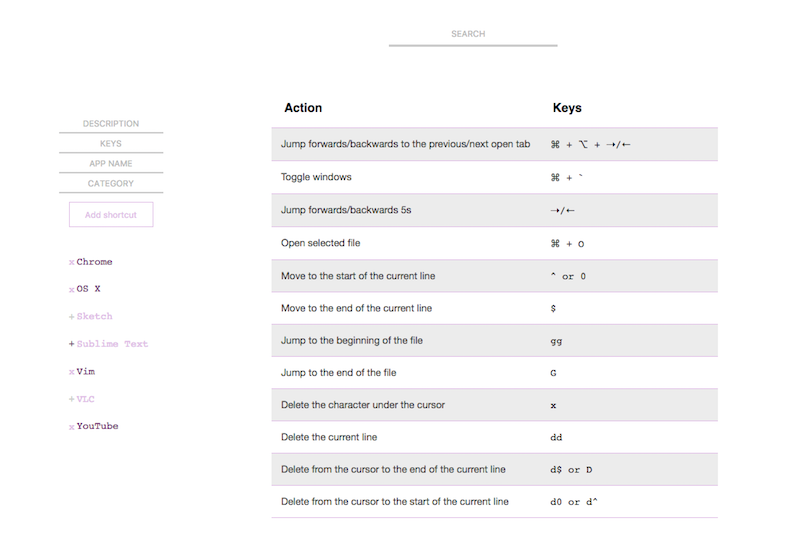 SEARCH
DESCRIPTION
KEYS
APP NAME
CATEGORY
Add shortcut
x Chrome
x OS X
+ Sketch
+ Sublime Text
x Vim
+ VLC
x YouTube
Action Keys
Jump forwards/backwards to the previous/next open tab ⌘ + ⌥ + →/←
Toggle windows ⌘ + `
Jump forwards/backwards 5s →/←
Open selected file ⌘ + O
Move to the start of the current line ^ or 0
Move to the end of the current line $
Jump to the beginning of the file gg
Jump to the end of the file G
Delete the character under the cursor x
Delete the current line dd
Delete from the cursor to the end of the current line d$ or D
Delete from the cursor to the start of the current line d0 or d^